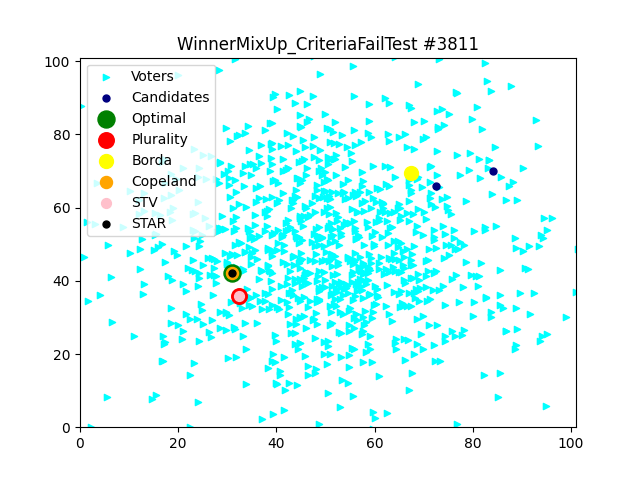 WinnerMixUp_CriteriaFailTest #3811
100
80
60
40
20
0
Voters
Candidates
Optimal
Plurality
Borda
Copeland
STV
STAR
0 20 40 60 80 100